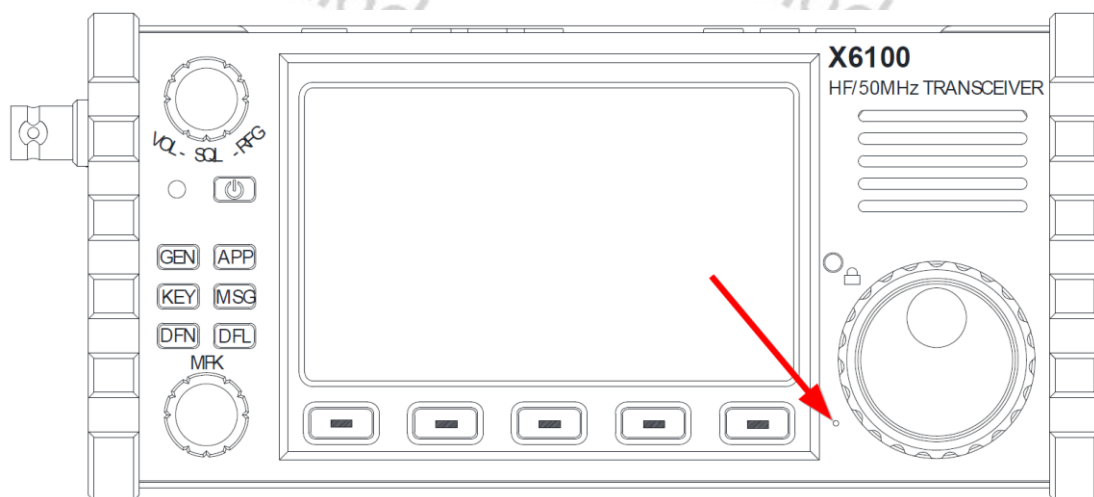 X6100
HF/50MHz TRANSCEIVER
VOL - SQL - RFG
GEN APP
KEY MSG
DFN DFL
MFK